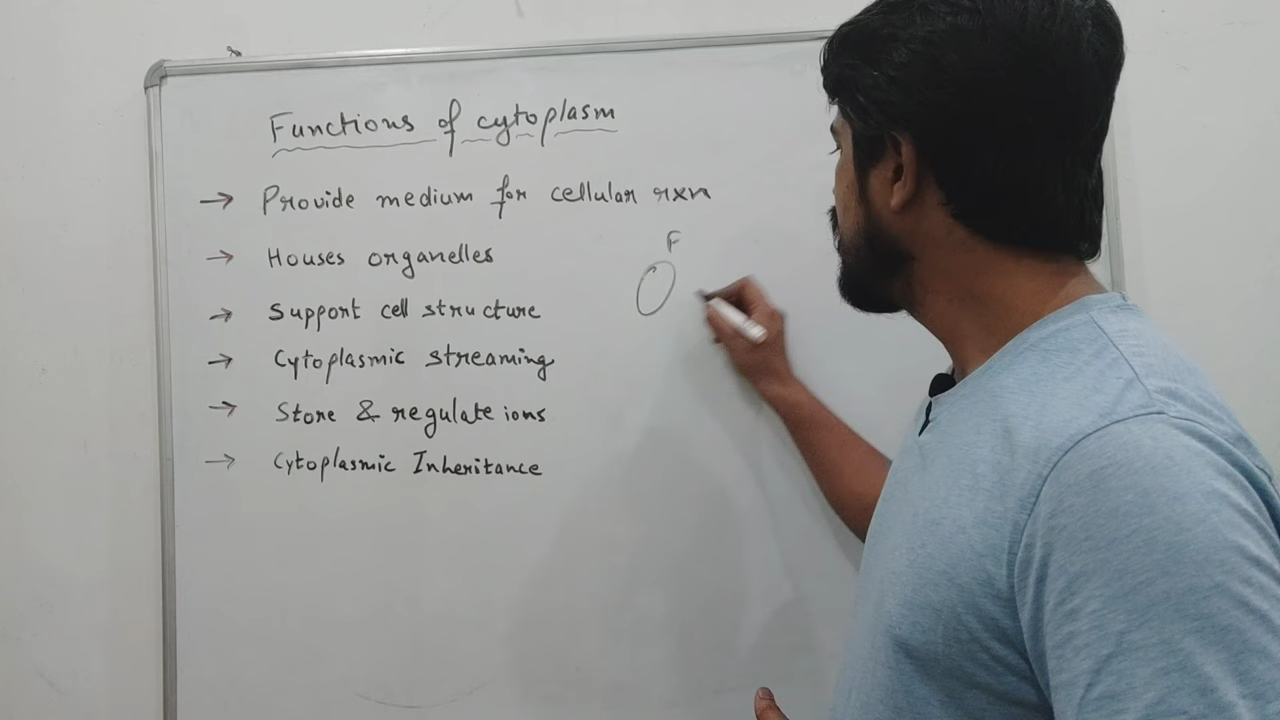 Functions of cytoplasm
→ Provide medium for cellular rxn
→ Houses organelles
F
→ Support cell structure
→ Cytoplasmic streaming
→ Store & regulate ions
→ Cytoplasmic Inheritance